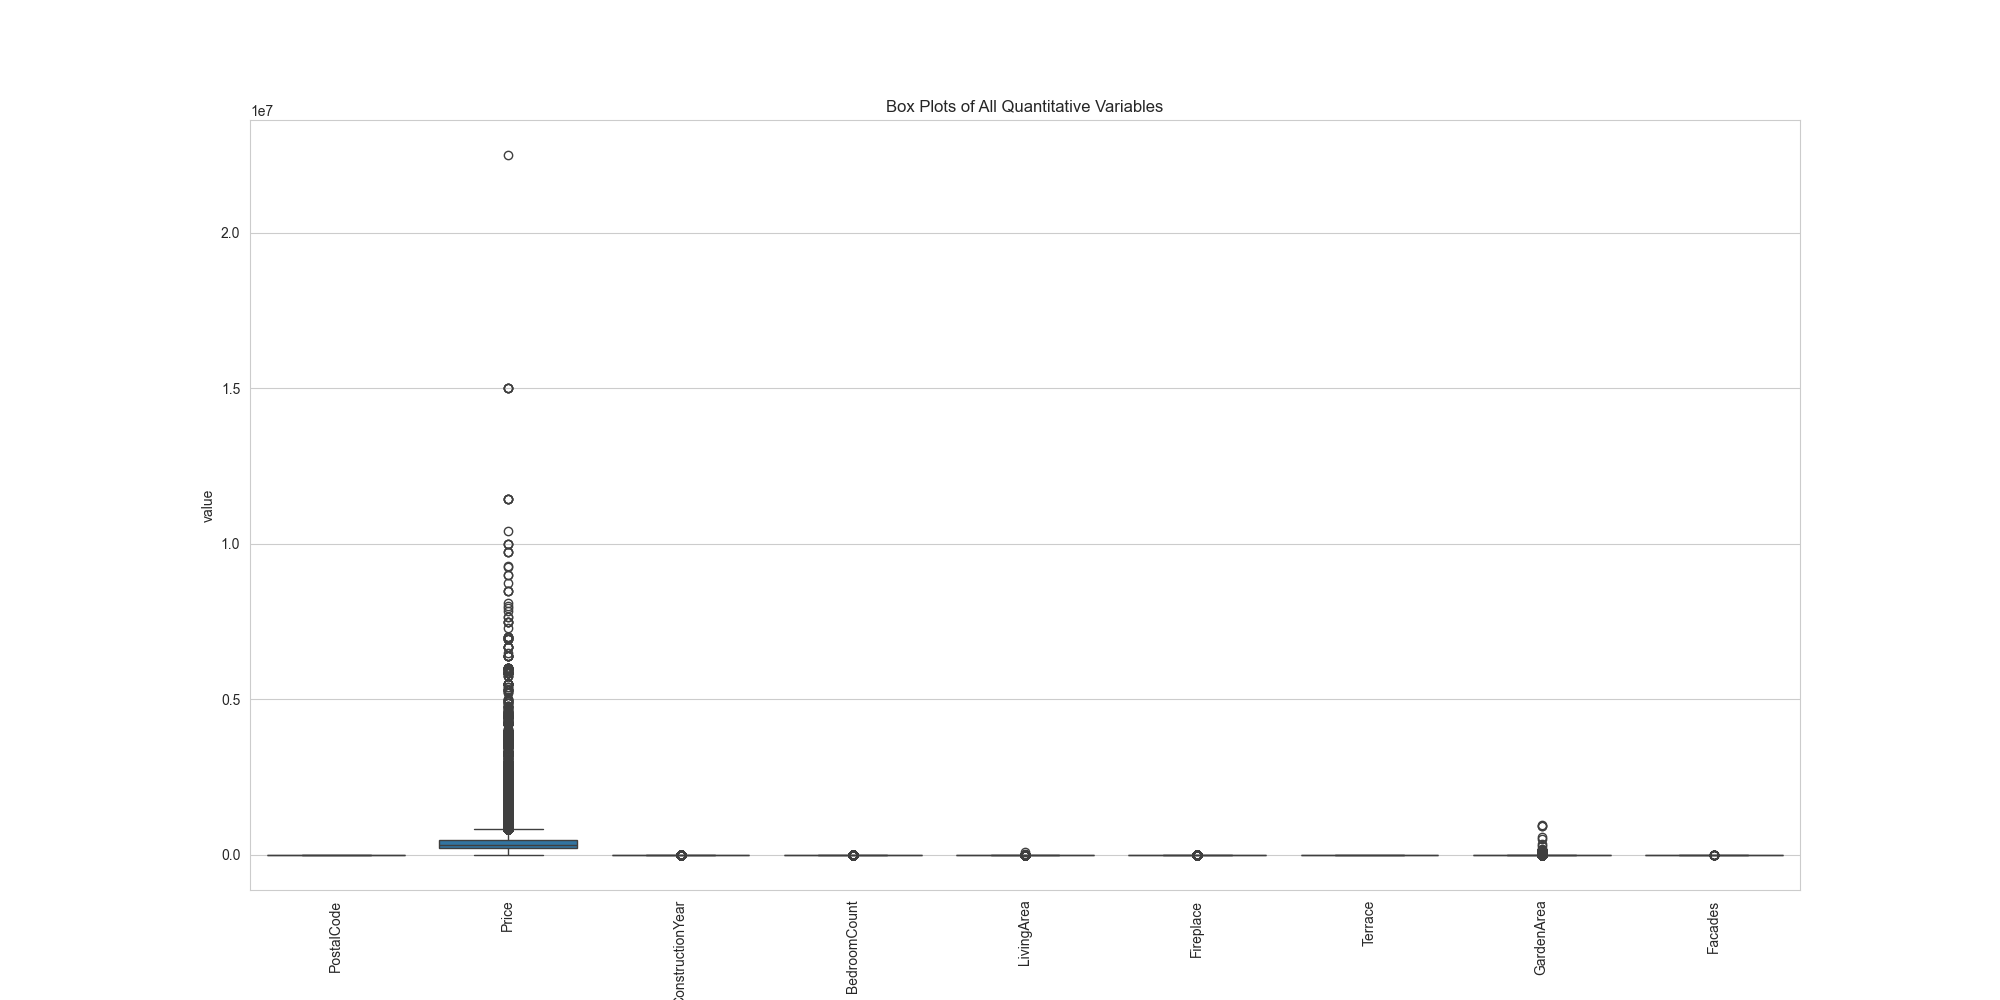 Box Plots of All Quantitative Variables
1e7
2.0
1.5
1.0
0.5
0.0
value
PostalCode
Price
BedroomCount
LivingArea
Fireplace
Terrace
GardenArea
Facades